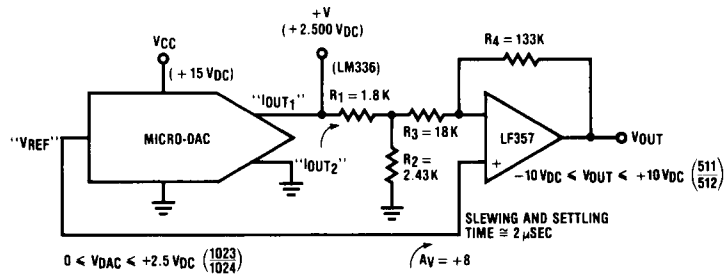 +V
(+2.500 VDC)
VCC
(+15 VDC)
(LM336)
R4 = 133K
"IOUT1"
R1 = 1.8K
"VREF"
MICRO-DAC
R3 = 18K
LF357
VOUT
"IOUT2"
R2 =
2.43K
−
+
−10 VDC ⩽ VOUT ⩽ +10 VDC (511/512)
SLEWING AND SETTLING
TIME ≅ 2 μSEC
0 ⩽ VDAC ⩽ +2.5 VDC (1023/1024)
AV = +8